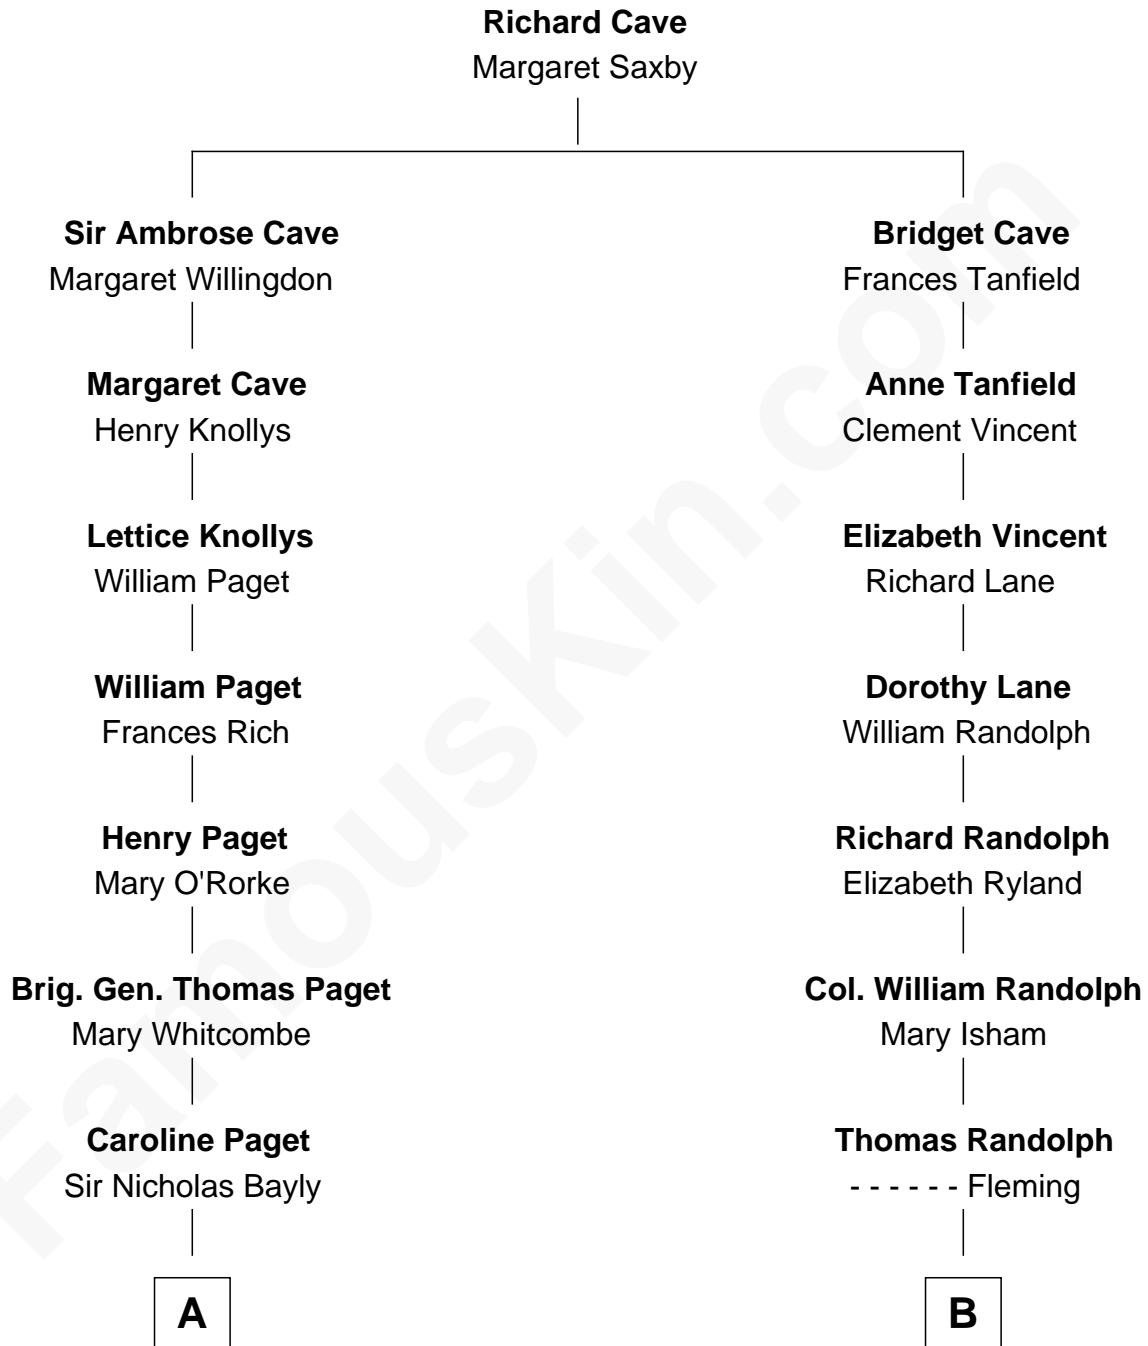 Richard Cave
Margaret Saxby
Sir Ambrose Cave
Margaret Willingdon
Bridget Cave
Frances Tanfield
Margaret Cave
Henry Knollys
Anne Tanfield
Clement Vincent
Lettice Knollys
William Paget
Elizabeth Vincent
Richard Lane
William Paget
Frances Rich
Dorothy Lane
William Randolph
Henry Paget
Mary O'Rorke
Richard Randolph
Elizabeth Ryland
Brig. Gen. Thomas Paget
Mary Whitcombe
Col. William Randolph
Mary Isham
Caroline Paget
Sir Nicholas Bayly
Thomas Randolph
- - - - - - Fleming
A
B
FamousKin.com